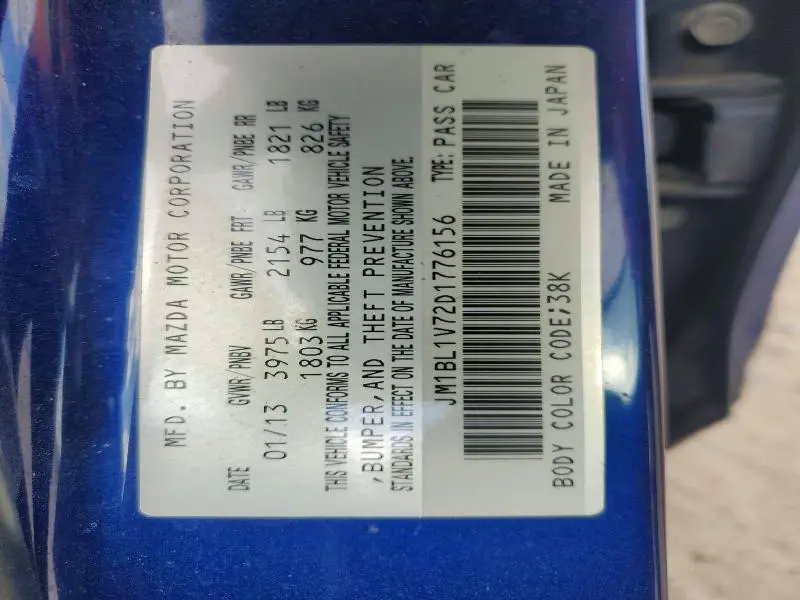 MFD. BY MAZDA MOTOR CORPORATION
DATE GVWR/PNBV GAWR/PNBE FRT GAWR/PNBE RR
01/13 3975 LB 2154 LB 1821 LB
1803 KG 977 KG 826 KG
THIS VEHICLE CONFORMS TO ALL APPLICABLE FEDERAL MOTOR VEHICLE SAFETY
,BUMPER,AND THEFT PREVENTION
STANDARDS IN EFFECT ON THE DATE OF MANUFACTURE SHOWN ABOVE.
JM1BL1V72D1776156 TYPE: PASS CAR
BODY COLOR CODE;38K MADE IN JAPAN